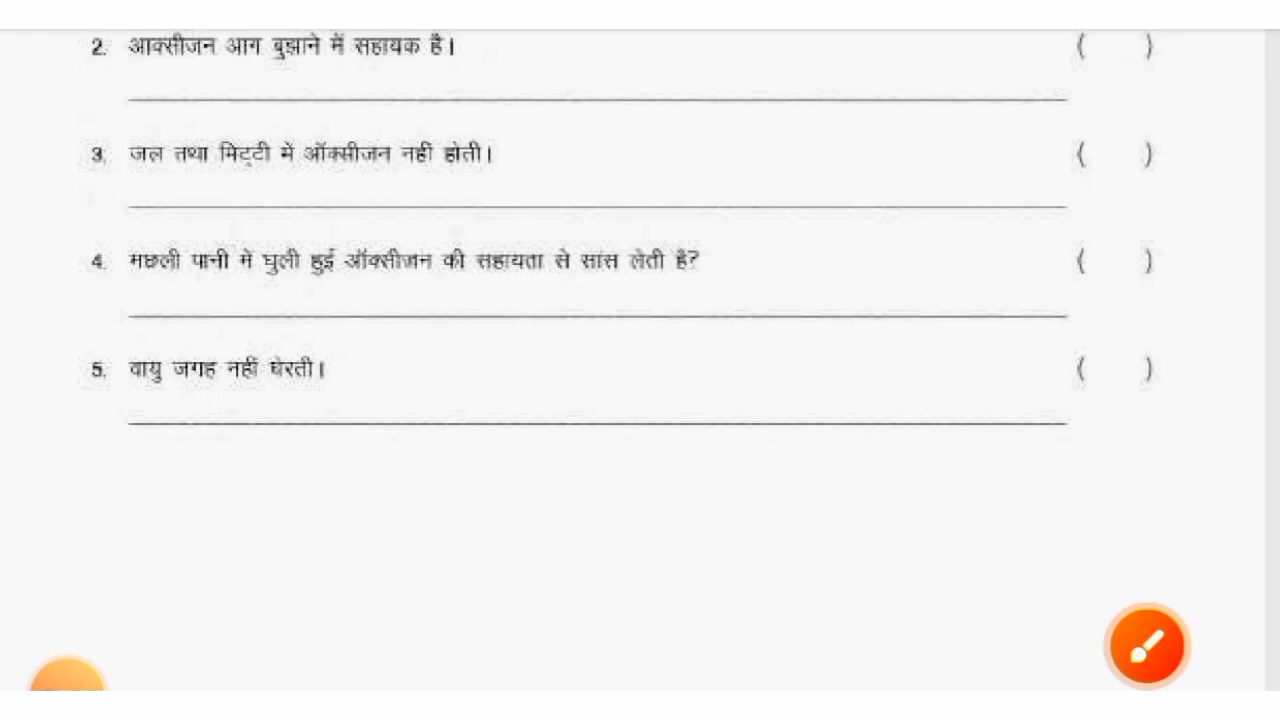 2. आक्सीजन आग बुझाने में सहायक है। ( )
3. जल तथा मिट्टी में ऑक्सीजन नही होती। ( )
4. मछली पानी में घुली हुई ऑक्सीजन की सहायता से सांस लेती है? ( )
5. वायु जगह नहीं घेरती। ( )